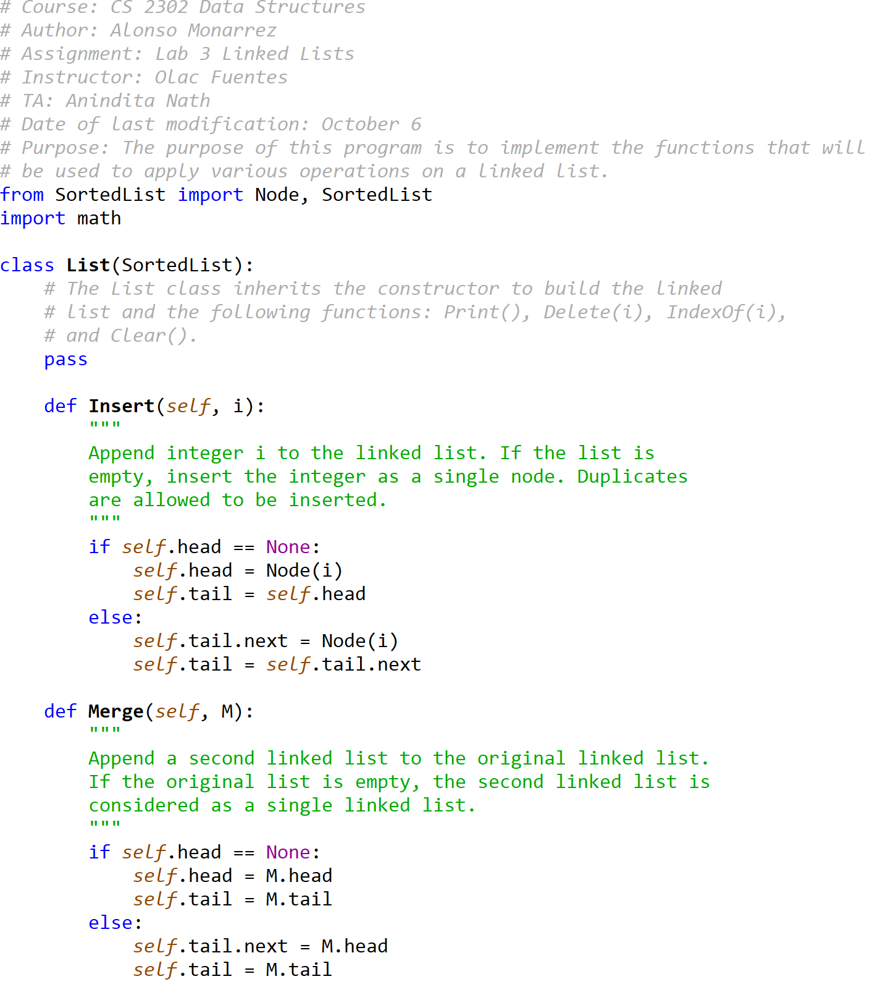 # Course: CS 2302 Data Structures
# Author: Alonso Monarrez
# Assignment: Lab 3 Linked Lists
# Instructor: Olac Fuentes
# TA: Anindita Nath
# Date of last modification: October 6
# Purpose: The purpose of this program is to implement the functions that will
# be used to apply various operations on a linked list.
from SortedList import Node, SortedList
import math

class List(SortedList):
    # The List class inherits the constructor to build the linked
    # list and the following functions: Print(), Delete(i), IndexOf(i),
    # and Clear().
    pass

    def Insert(self, i):
        """
        Append integer i to the linked list. If the list is
        empty, insert the integer as a single node. Duplicates
        are allowed to be inserted.
        """
        if self.head == None:
            self.head = Node(i)
            self.tail = self.head
        else:
            self.tail.next = Node(i)
            self.tail = self.tail.next

    def Merge(self, M):
        """
        Append a second linked list to the original linked list.
        If the original list is empty, the second linked list is
        considered as a single linked list.
        """
        if self.head == None:
            self.head = M.head
            self.tail = M.tail
        else:
            self.tail.next = M.head
            self.tail = M.tail